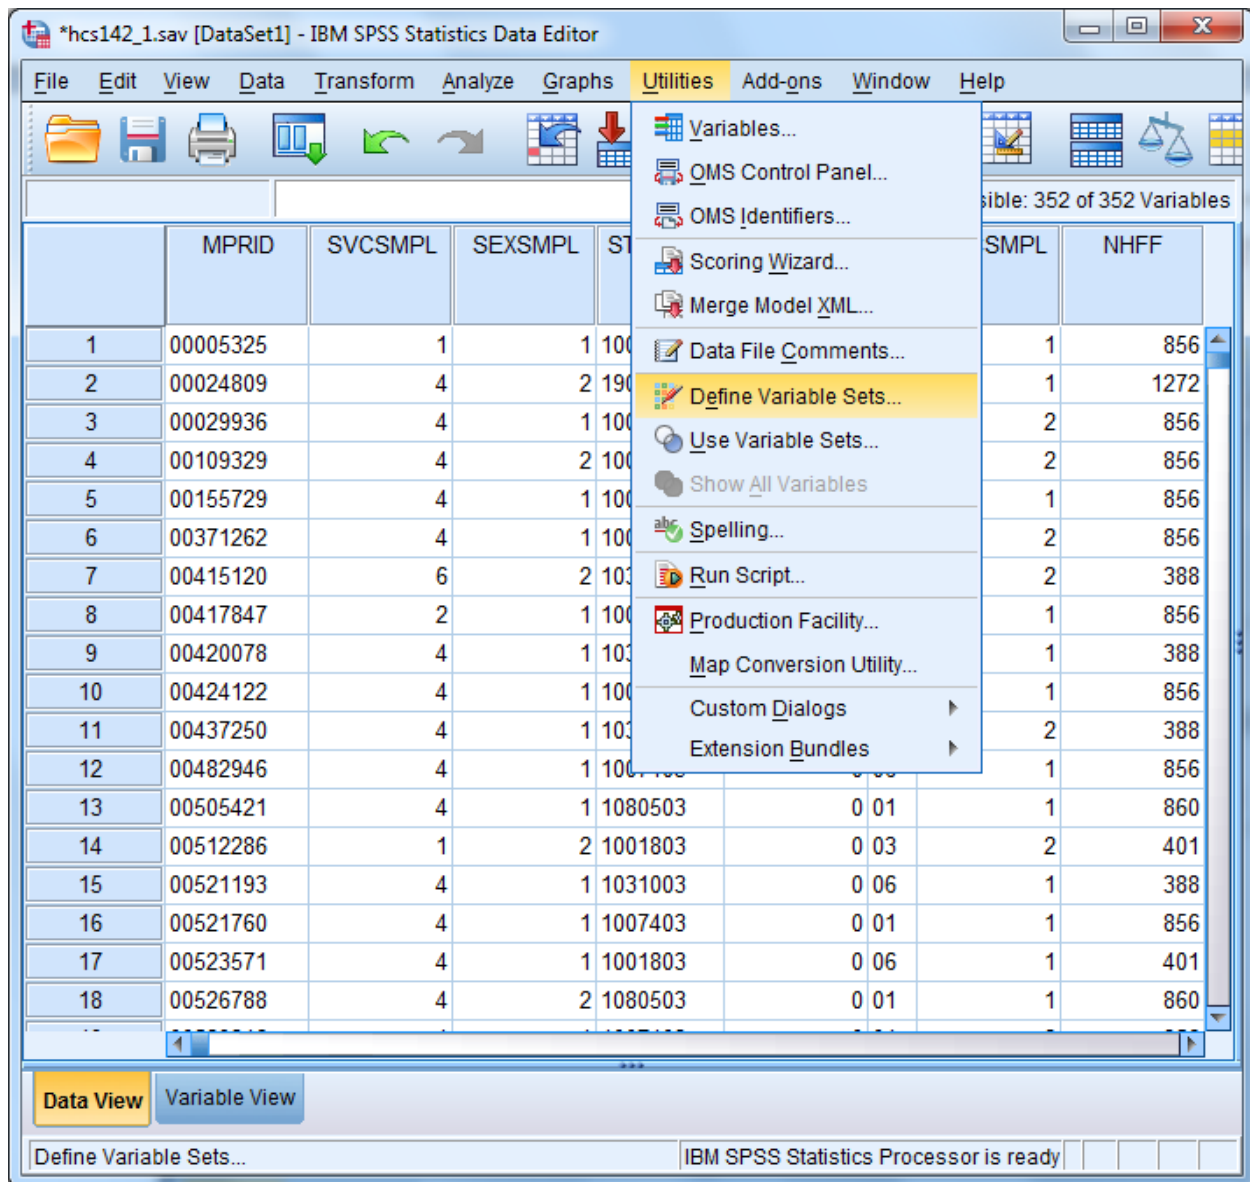 *hcs142_1.sav [DataSet1] - IBM SPSS Statistics Data Editor
File Edit View Data Transform Analyze Graphs Utilities Add-ons Window Help
Variables...
OMS Control Panel...
OMS Identifiers...
Scoring Wizard...
Merge Model XML...
Data File Comments...
Define Variable Sets...
Use Variable Sets...
Show All Variables
abc Spelling...
Run Script...
Production Facility...
Map Conversion Utility...
Custom Dialogs
Extension Bundles
sible: 352 of 352 Variables
MPRID SVCSMPL SEXSMPL ST SMPL NHFF
1 00005325 1 1 100 1 856
2 00024809 4 2 190 1 1272
3 00029936 4 1 100 2 856
4 00109329 4 2 100 2 856
5 00155729 4 1 100 1 856
6 00371262 4 1 100 2 856
7 00415120 6 2 103 2 388
8 00417847 2 1 100 1 856
9 00420078 4 1 103 1 388
10 00424122 4 1 100 1 856
11 00437250 4 1 103 2 388
12 00482946 4 1 1 856
13 00505421 4 1 1080503 0 01 1 860
14 00512286 1 2 1001803 0 03 2 401
15 00521193 4 1 1031003 0 06 1 388
16 00521760 4 1 1007403 0 01 1 856
17 00523571 4 1 1001803 0 06 1 401
18 00526788 4 2 1080503 0 01 1 860
Data View Variable View
Define Variable Sets... IBM SPSS Statistics Processor is ready